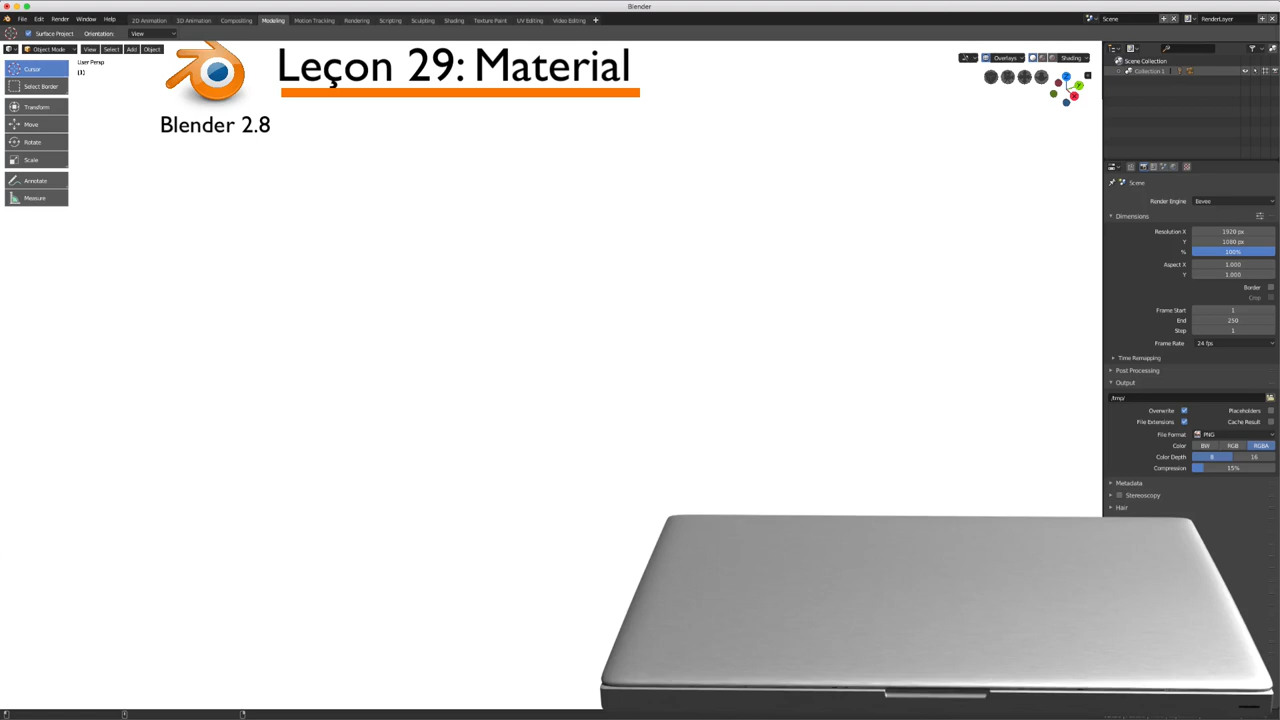 Blender
File Edit Render Window Help
2D Animation 3D Animation Compositing Modeling Motion Tracking Rendering Scripting Sculpting Shading Texture Paint UV Editing Video Editing +
Scene
RenderLayer
Surface Project Orientation: View
Object Mode View Select Add Object
User Persp
(1)
Overlays
Shading
Cursor
Select Border
Transform
Move
Rotate
Scale
Annotate
Measure
Leçon 29: Material
Blender 2.8
Scene Collection
Collection 1
Scene
Render Engine Eevee
Dimensions
Resolution X 1920 px
Y 1080 px
% 100%
Aspect X 1.000
Y 1.000
Border
Crop
Frame Start 1
End 250
Step 1
Frame Rate 24 fps
Time Remapping
Post Processing
Output
/tmp/
Overwrite Placeholders
File Extensions Cache Result
File Format PNG
Color BW RGB RGBA
Color Depth 8 16
Compression 15%
Metadata
Stereoscopy
Hair